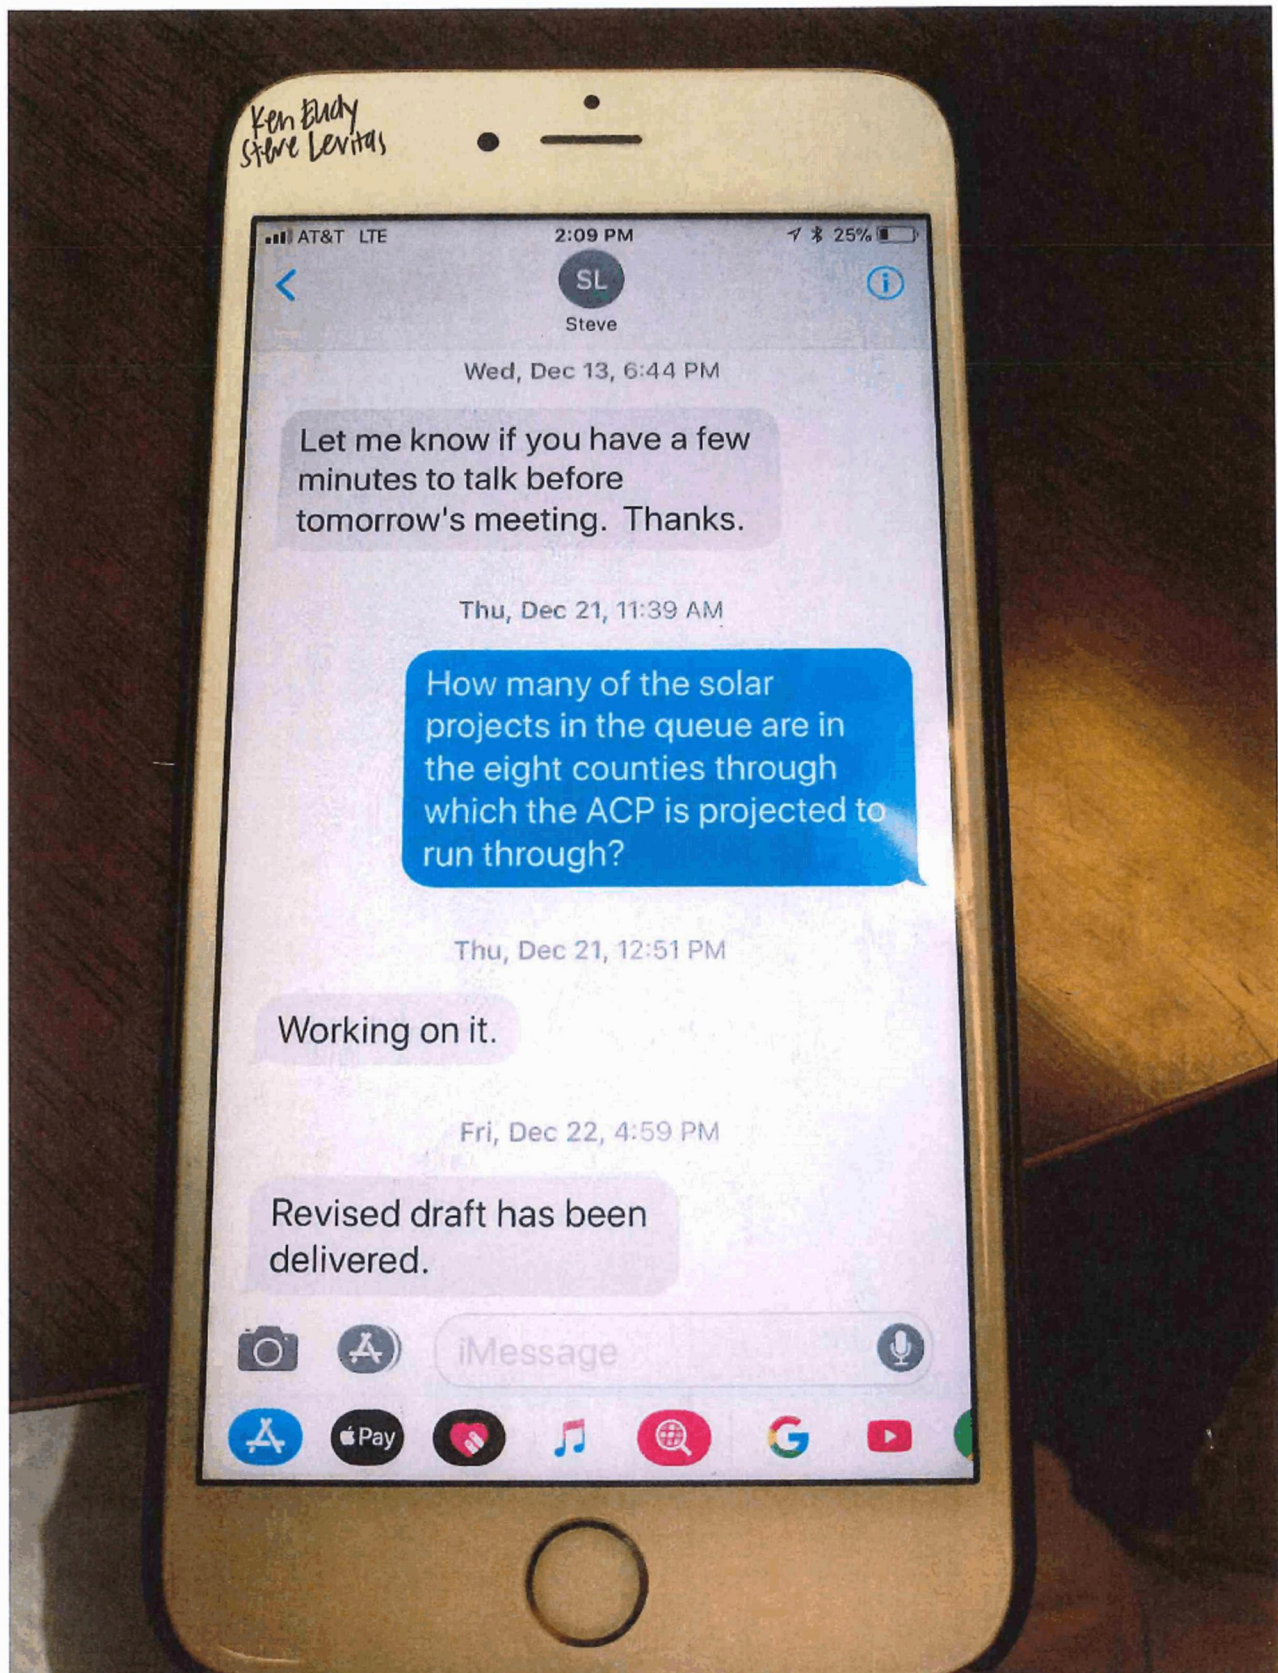 Ken Eudy
Steve Levitas
AT&T LTE
2:09 PM
25%
SL
Steve
Wed, Dec 13, 6:44 PM
Let me know if you have a few
minutes to talk before
tomorrow's meeting.  Thanks.
Thu, Dec 21, 11:39 AM
How many of the solar
projects in the queue are in
the eight counties through
which the ACP is projected to
run through?
Thu, Dec 21, 12:51 PM
Working on it.
Fri, Dec 22, 4:59 PM
Revised draft has been
delivered.
iMessage
Pay